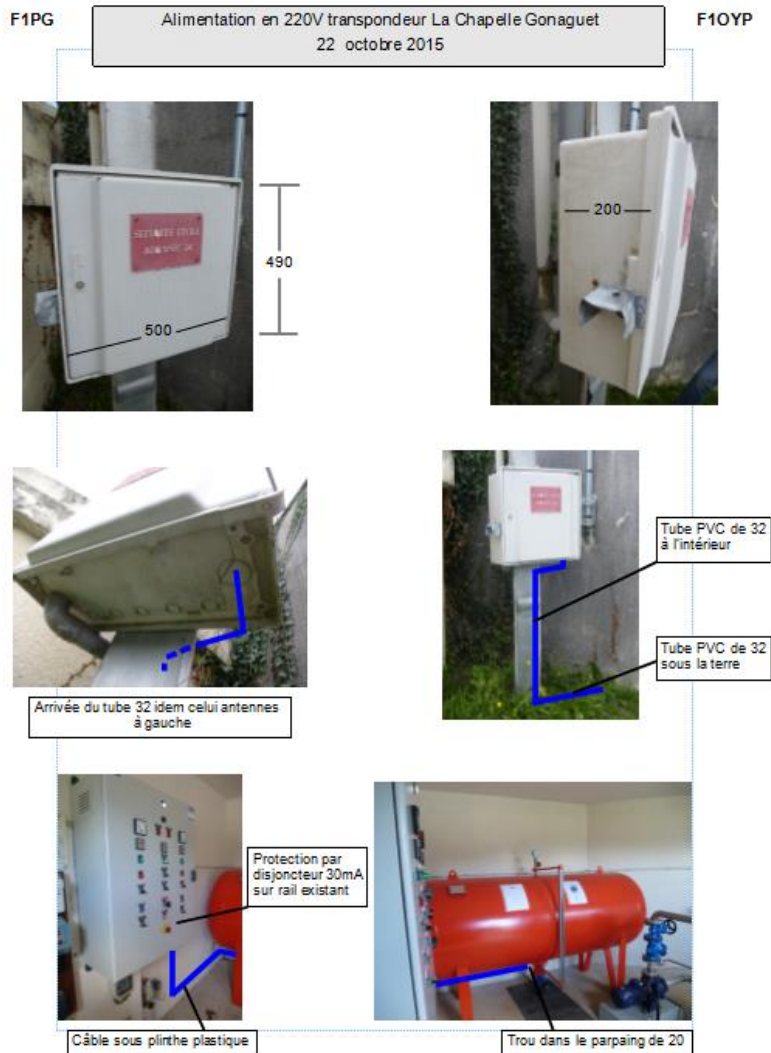 F1PG
Alimentation en 220V transpondeur La Chapelle Gonaguet
22 octobre 2015
F1OYP
490
500
200
Tube PVC de 32
à l'intérieur
Tube PVC de 32
sous la terre
Arrivée du tube 32 idem celui antennes
à gauche
Protection par
disjoncteur 30mA
sur rail existant
Câble sous plinthe plastique
Trou dans le parpaing de 20